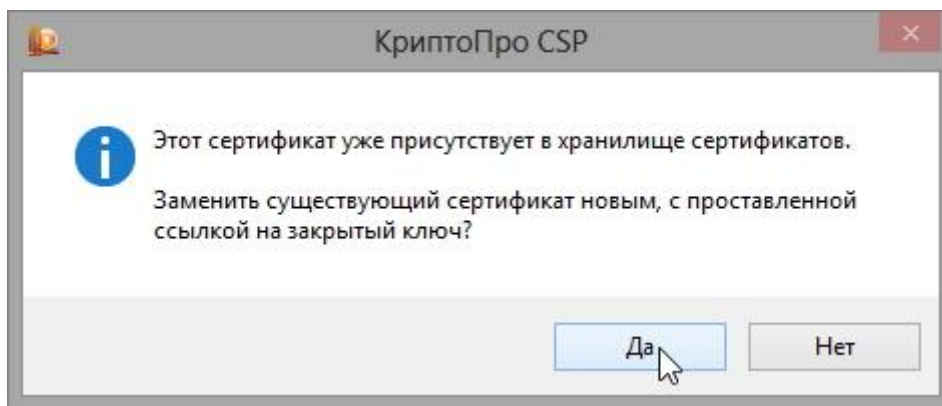 КриптоПро CSP
Этот сертификат уже присутствует в хранилище сертификатов.
Заменить существующий сертификат новым, с проставленной
ссылкой на закрытый ключ?
Да
Нет